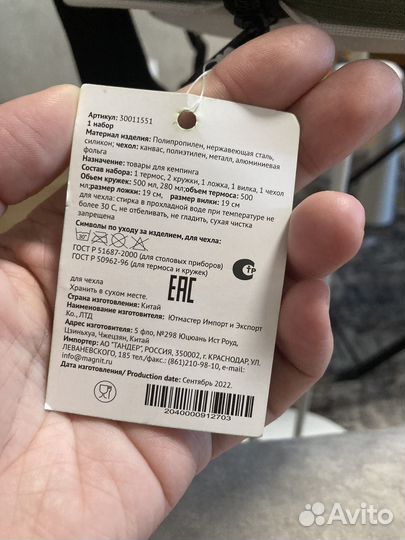 Артикул: 30011551
1 набор
Материал изделия: Полипропилен, нержавеющая сталь,
силикон; чехол: канвас, полиэтилен, металл, алюминиевая
фольга
Назначение: товары для кемпинга
Состав набора: 1 термос, 2 кружки, 1 ложка, 1 вилка, 1 чехол
Объем кружек: 500 мл, 280 мл, объем термоса: 500
мл; размер ложки: 19 см, размер вилки: 19 см
для чехла: стирка в прохладной воде при температуре не
более 30 С, не отбеливать, не гладить, сухая чистка
запрещена
Символы по уходу за изделием, для чехла:
30°
ГОСТ Р 51687-2000 (для столовых приборов)
ГОСТ Р 50962-96 (для термоса и кружек)
СТР
EAC
для чехла
Хранить в сухом месте.
Страна изготовления: Китай
Наименование изготовителя: Ютмастер Импорт и Экспорт
Ко., ЛТД
Адрес изготовителя: 5 фло, №298 Юцюань Ист Роуд,
Цзиньхуа, Чжецзян, Китай
Импортер: АО "ТАНДЕР", РОССИЯ, 350002, г. КРАСНОДАР, УЛ.
ЛЕВАНЕВСКОГО, 185 тел./факс.: (861)210-98-10, e-mail:
info@magnit.ru
Дата изготовления/ Production date: Сентябрь 2022.
2040000912703
Avito